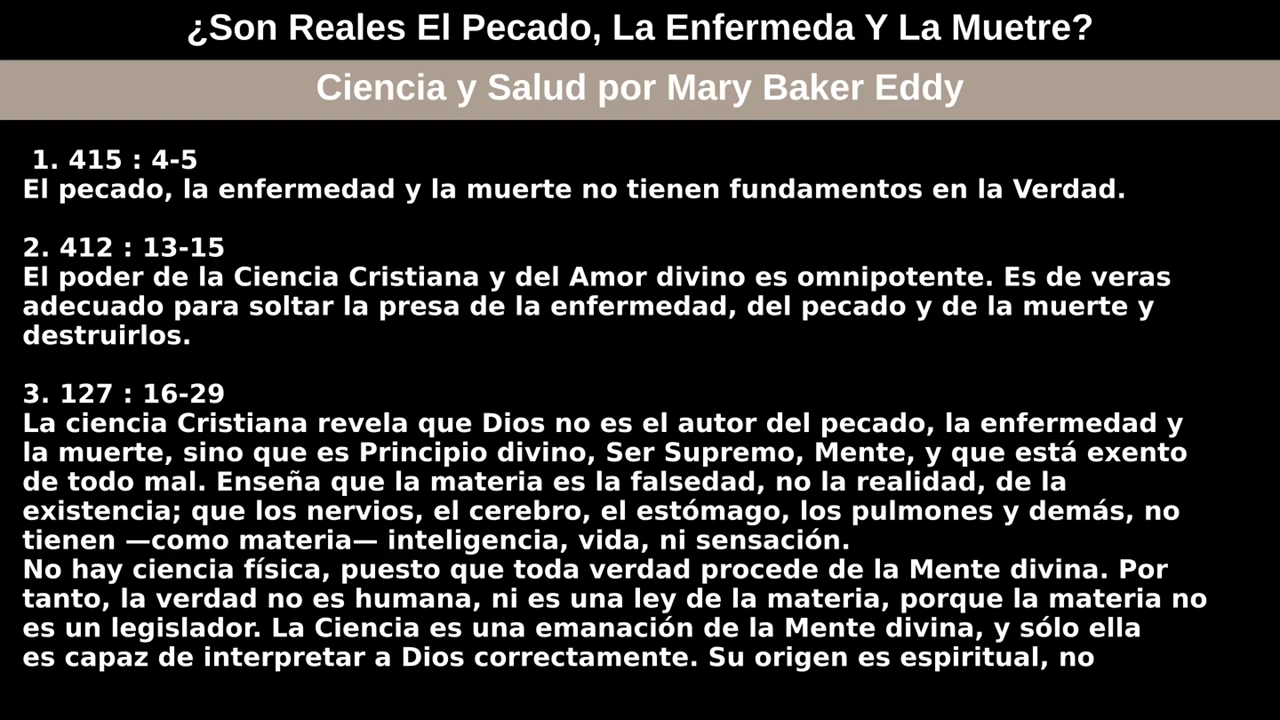 ¿Son Reales El Pecado, La Enfermeda Y La Muetre?
Ciencia y Salud por Mary Baker Eddy
1. 415 : 4-5
El pecado, la enfermedad y la muerte no tienen fundamentos en la Verdad.
2. 412 : 13-15
El poder de la Ciencia Cristiana y del Amor divino es omnipotente. Es de veras
adecuado para soltar la presa de la enfermedad, del pecado y de la muerte y
destruirlos.
3. 127 : 16-29
La ciencia Cristiana revela que Dios no es el autor del pecado, la enfermedad y
la muerte, sino que es Principio divino, Ser Supremo, Mente, y que está exento
de todo mal. Enseña que la materia es la falsedad, no la realidad, de la
existencia; que los nervios, el cerebro, el estómago, los pulmones y demás, no
tienen —como materia— inteligencia, vida, ni sensación.
No hay ciencia física, puesto que toda verdad procede de la Mente divina. Por
tanto, la verdad no es humana, ni es una ley de la materia, porque la materia no
es un legislador. La Ciencia es una emanación de la Mente divina, y sólo ella
es capaz de interpretar a Dios correctamente. Su origen es espiritual, no